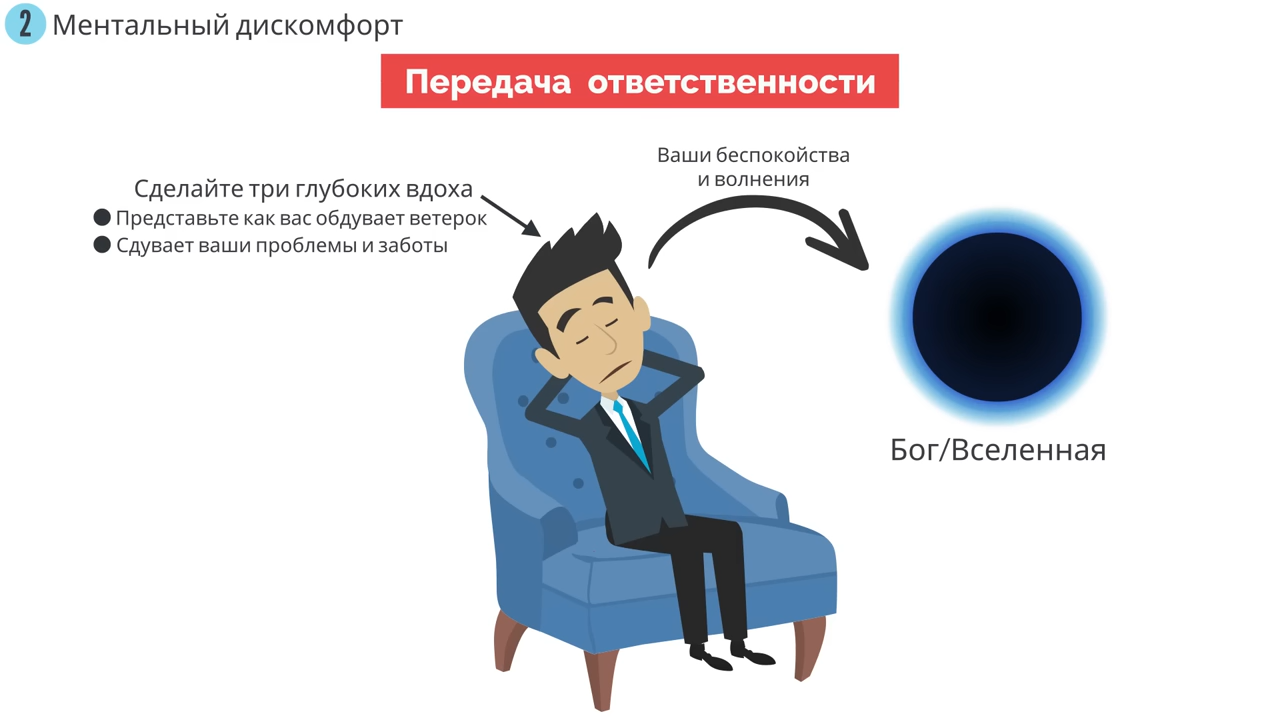 2 Ментальный дискомфорт
Передача ответственности
Ваши беспокойства
и волнения
Сделайте три глубоких вдоха
● Представьте как вас обдувает ветерок
● Сдувает ваши проблемы и заботы
Бог/Вселенная